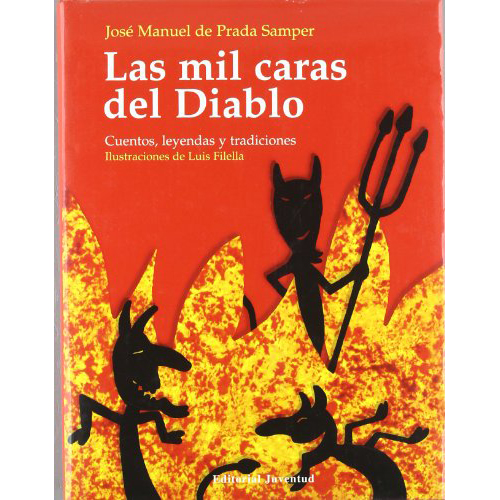 José Manuel de Prada Samper
Las mil caras
del Diablo
Cuentos, leyendas y tradiciones
Ilustraciones de Luis Filella
Editorial Juventud